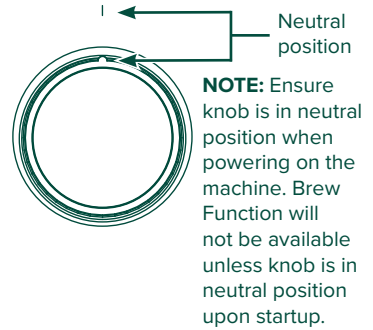 Neutral
position
NOTE: Ensure
knob is in neutral
position when
powering on the
machine. Brew
Function will
not be available
unless knob is in
neutral position
upon startup.